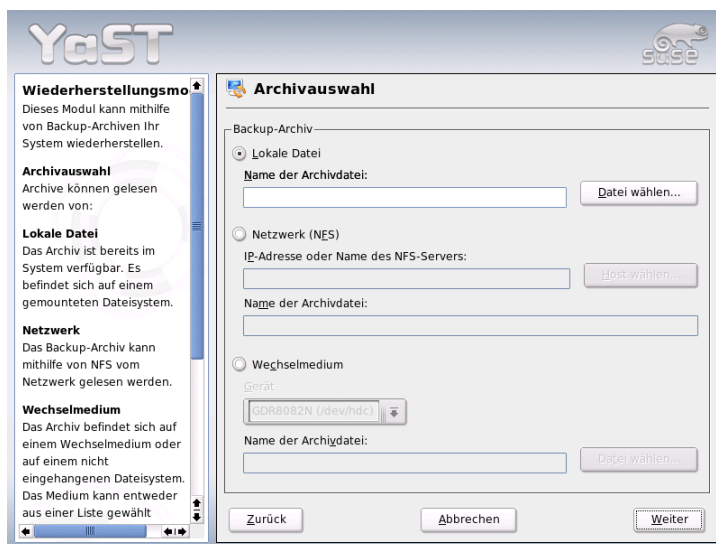 YaST
SUSE
Wiederherstellungsmo
Dieses Modul kann mithilfe
von Backup-Archiven Ihr
System wiederherstellen.
Archivauswahl
Archive können gelesen
werden von:
Lokale Datei
Das Archiv ist bereits im
System verfügbar. Es
befindet sich auf einem
gemounteten Dateisystem.
Netzwerk
Das Backup-Archiv kann
mithilfe von NFS vom
Netzwerk gelesen werden.
Wechselmedium
Das Archiv befindet sich auf
einem Wechselmedium oder
auf einem nicht
eingehangenen Dateisystem.
Das Medium kann entweder
aus einer Liste gewählt
Archivauswahl
Backup-Archiv
Lokale Datei
Name der Archivdatei:
Datei wählen...
Netzwerk (NFS)
IP-Adresse oder Name des NFS-Servers:
Host wählen...
Name der Archivdatei:
Wechselmedium
Gerät
GDR8082N (/dev/hdc)
Name der Archivdatei:
Datei wählen...
Zurück
Abbrechen
Weiter